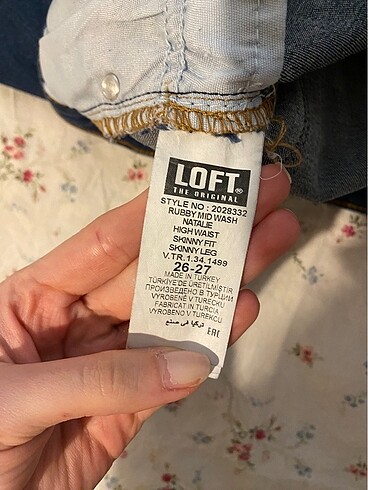 LOFT®
THE ORIGINAL
STYLE NO : 2028332
RUBBY MID WASH
NATALIE
HIGH WAIST
SKINNY FIT
SKINNY LEG
V.TR.1.34.1499
26-27
MADE IN TURKEY
TÜRKİYE'DE ÜRETİLMİŞTİR
ПРОИЗВЕДЕНО В ТУРЦИИ
VYROBENÉ V TURECKU
FABRICAT IN TURCIA
VYROBENO V TURECKU
تركيا في صنع
EAC